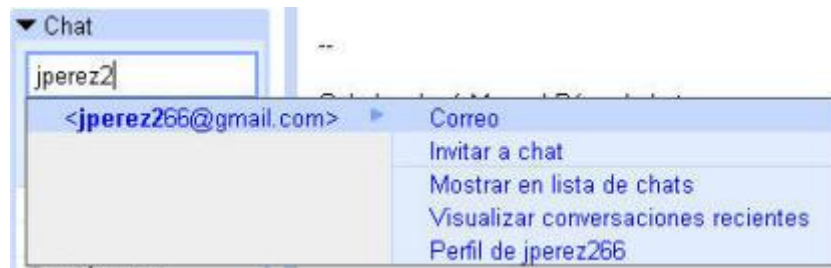 Chat
--
jperez2
<jperez266@gmail.com>
Correo
Invitar a chat
Mostrar en lista de chats
Visualizar conversaciones recientes
Perfil de jperez266